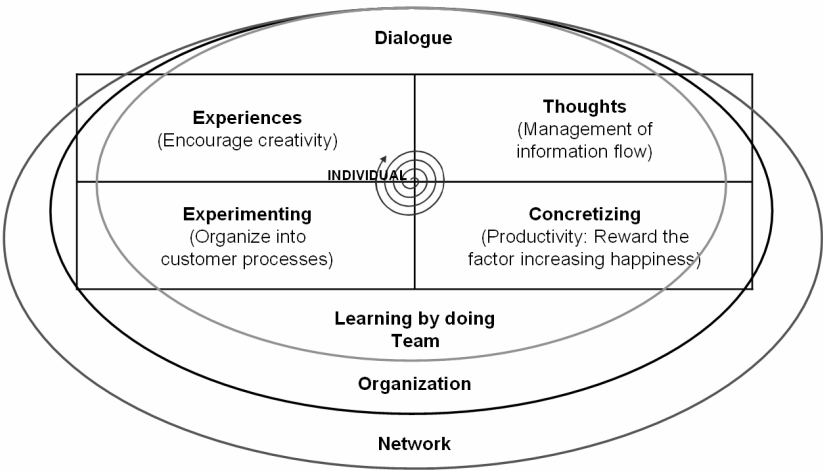 Dialogue
Experiences
(Encourage creativity)
Thoughts
(Management of
information flow)
INDIVIDUAL
Experimenting
(Organize into
customer processes)
Concretizing
(Productivity: Reward the
factor increasing happiness)
Learning by doing
Team
Organization
Network